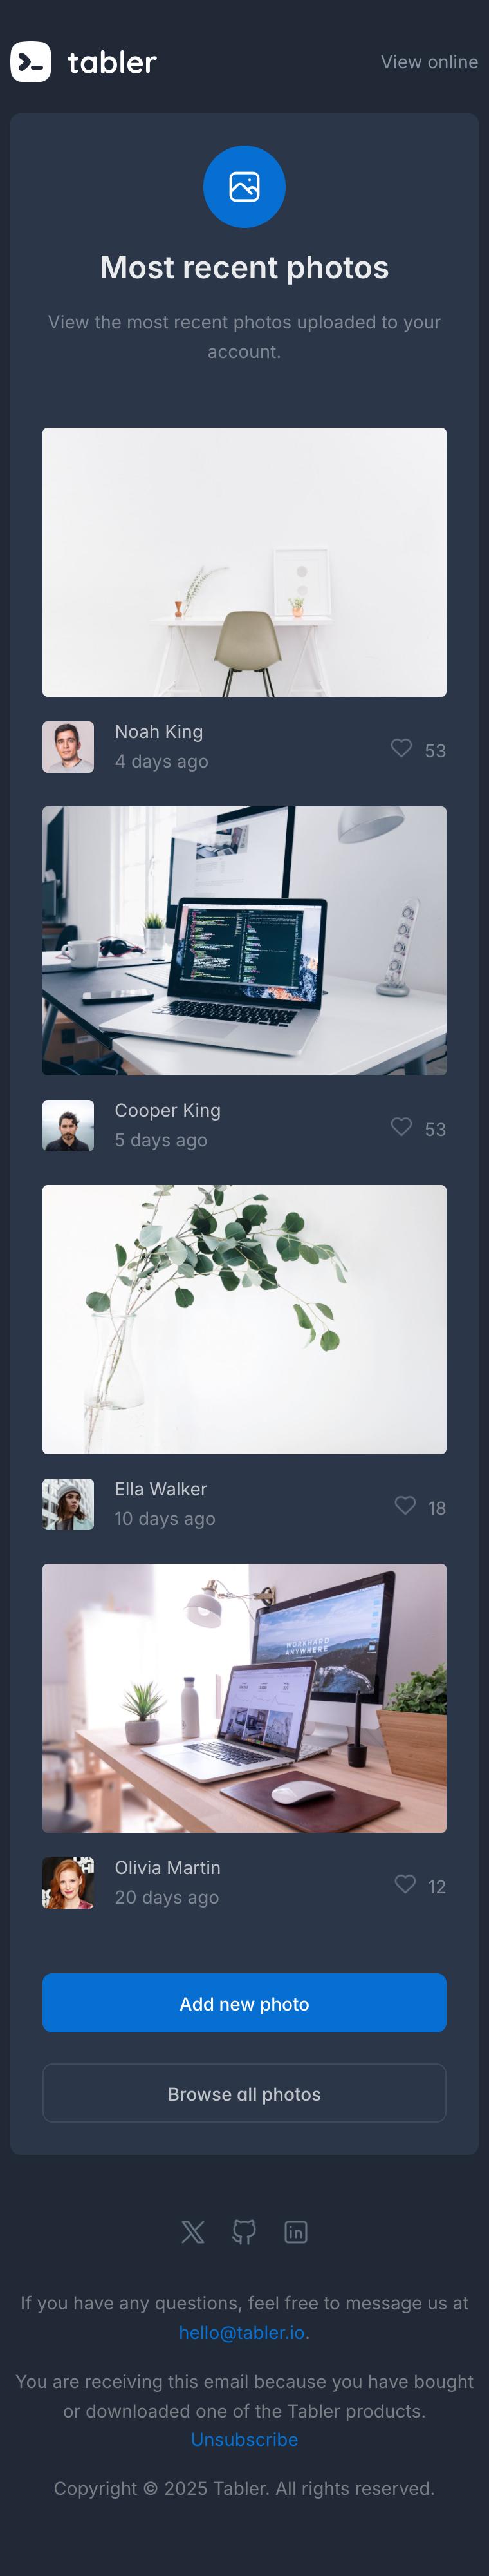 tabler
View online
Most recent photos
View the most recent photos uploaded to your
account.
Noah King
4 days ago
53
Cooper King
5 days ago
53
Ella Walker
10 days ago
18
WORKHARD
ANYWHERE
Olivia Martin
20 days ago
12
Add new photo
Browse all photos
If you have any questions, feel free to message us at
hello@tabler.io.
You are receiving this email because you have bought
or downloaded one of the Tabler products.
Unsubscribe
Copyright © 2025 Tabler. All rights reserved.